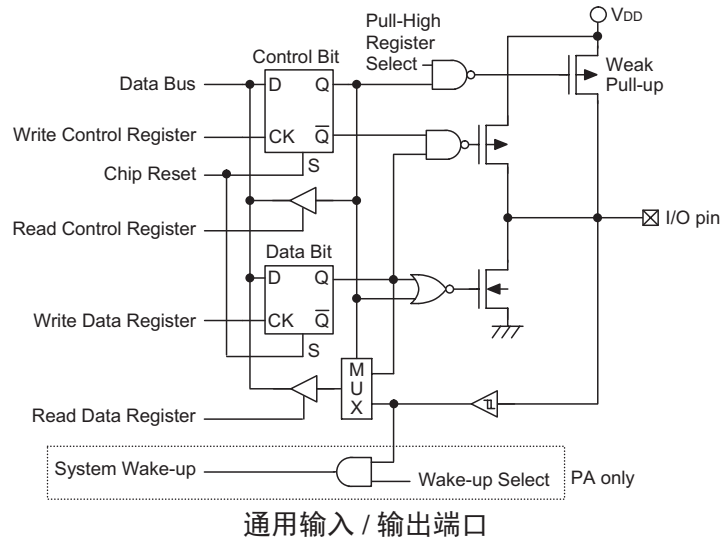 VDD
Pull-High
Register
Select
Control Bit
Weak
Pull-up
Data Bus
D
Q
Write Control Register
CK
Q
S
Chip Reset
I/O pin
Read Control Register
Data Bit
D
Q
Write Data Register
CK
Q
S
M
U
X
Read Data Register
System Wake-up
Wake-up Select
PA only
通用输入 / 输出端口